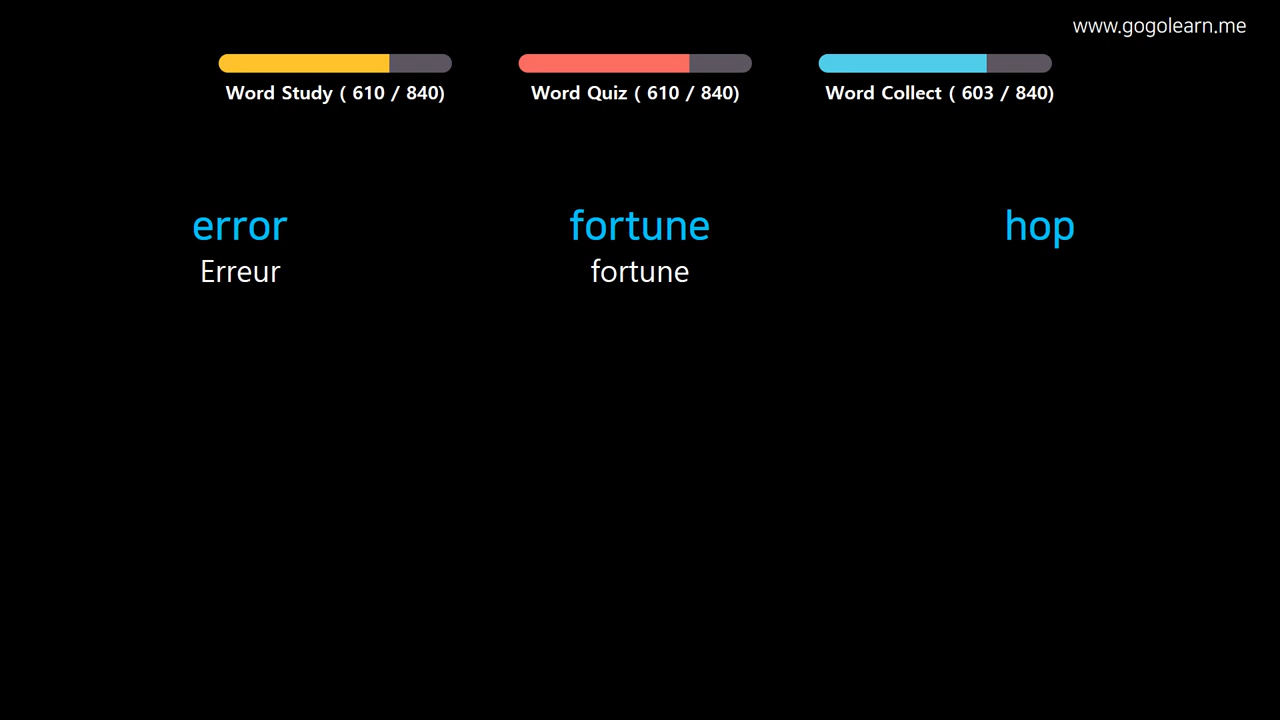 www.gogolearn.me
Word Study ( 610 / 840)
Word Quiz ( 610 / 840)
Word Collect ( 603 / 840)
error
fortune
hop
Erreur
fortune